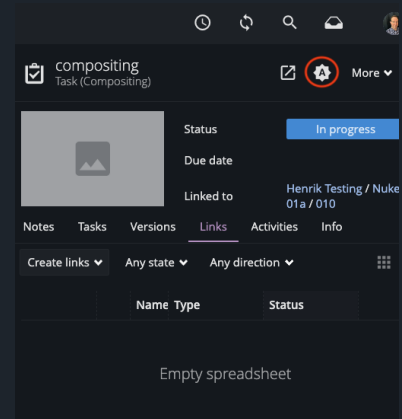 compositing
Task (Compositing)
A
More
Status
In progress
Due date
Linked to
Henrik Testing / Nuke
01a / 010
Notes Tasks Versions Links Activities Info
Create links Any state Any direction
Name Type Status
Empty spreadsheet